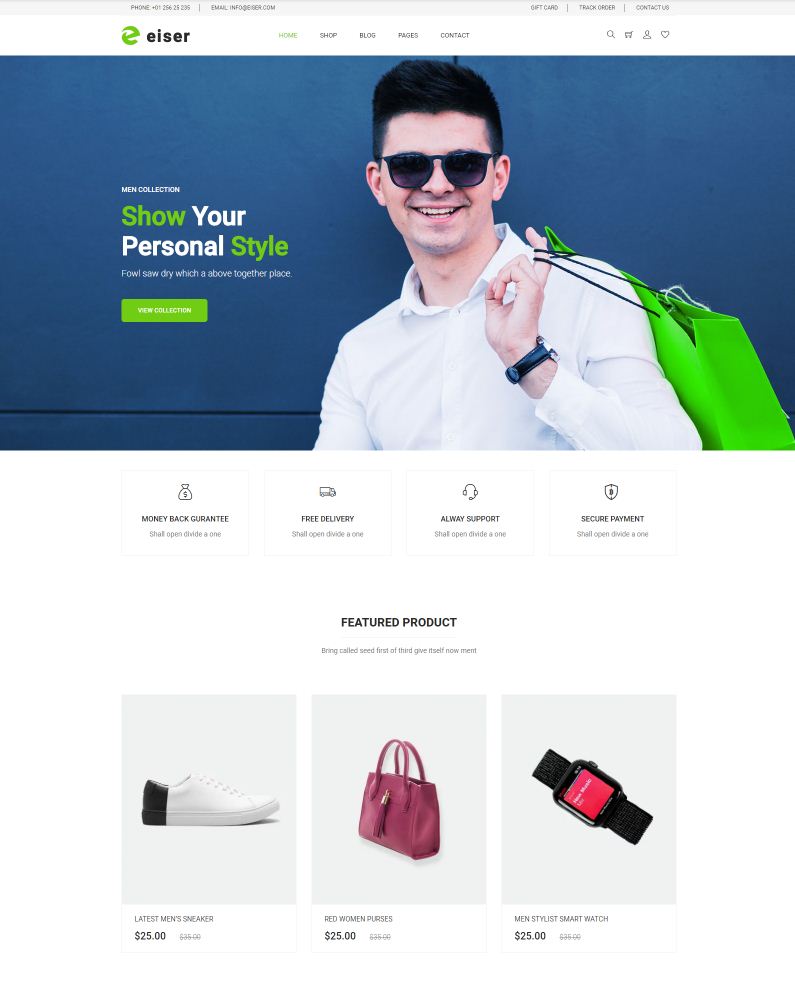 PHONE: +01 256 25 235 EMAIL: INFO@EISER.COM GIFT CARD TRACK ORDER CONTACT US
eiser HOME SHOP BLOG PAGES CONTACT
MEN COLLECTION
Show Your
Personal Style
Fowl saw dry which a above together place.
VIEW COLLECTION
MONEY BACK GURANTEE FREE DELIVERY ALWAY SUPPORT SECURE PAYMENT
Shall open divide a one Shall open divide a one Shall open divide a one Shall open divide a one
FEATURED PRODUCT
Bring called seed first of third give itself now ment
New Music
LATEST MEN'S SNEAKER RED WOMEN PURSES MEN STYLIST SMART WATCH
$25.00 $35.00 $25.00 $35.00 $25.00 $35.00